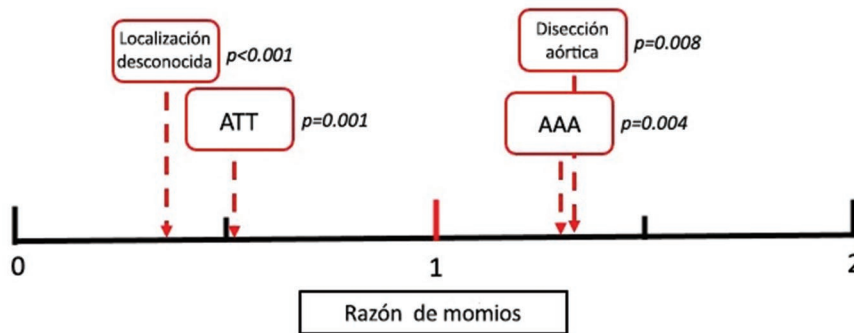 Localización
desconocida
p<0.001
Disección
aórtica
p=0.008
ATT
p=0.001
AAA
p=0.004
0
1
2
Razón de momios